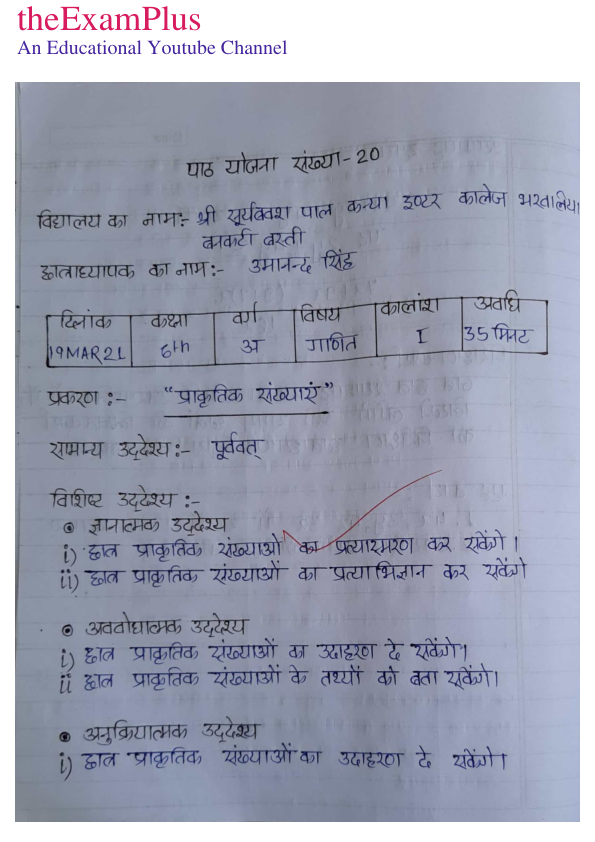 theExamPlus
An Educational Youtube Channel
पाठ योजना संख्या-20
विद्यालय का नाम:- श्री सूर्यबक्श पाल कन्या इण्टर कालेज भरतालिया
बनकटी बस्ती
छात्राध्यापक का नाम:- उमानन्द सिंह
दिनांक कक्षा वर्ग विषय कालांश अवधि
19MAR21 6th अ गणित I 35 मिनट
प्रकरण :- "प्राकृतिक संख्याएं"
सामान्य उद्देश्य:- पूर्ववत्
विशिष्ट उद्देश्य :-
ज्ञानात्मक उद्देश्य
i) छात्र प्राकृतिक संख्याओं का प्रत्यास्मरण कर सकेंगे।
ii) छात्र प्राकृतिक संख्याओं का प्रत्याभिज्ञान कर सकेंगे
अवबोधात्मक उद्देश्य
i) छात्र प्राकृतिक संख्याओं का उदाहरण दे सकेंगे।
ii छात्र प्राकृतिक संख्याओं के तथ्यों को बता सकेंगे।
अनुक्रियात्मक उद्देश्य
i) छात्र प्राकृतिक संख्याओं का उदाहरण दे सकेंगे।